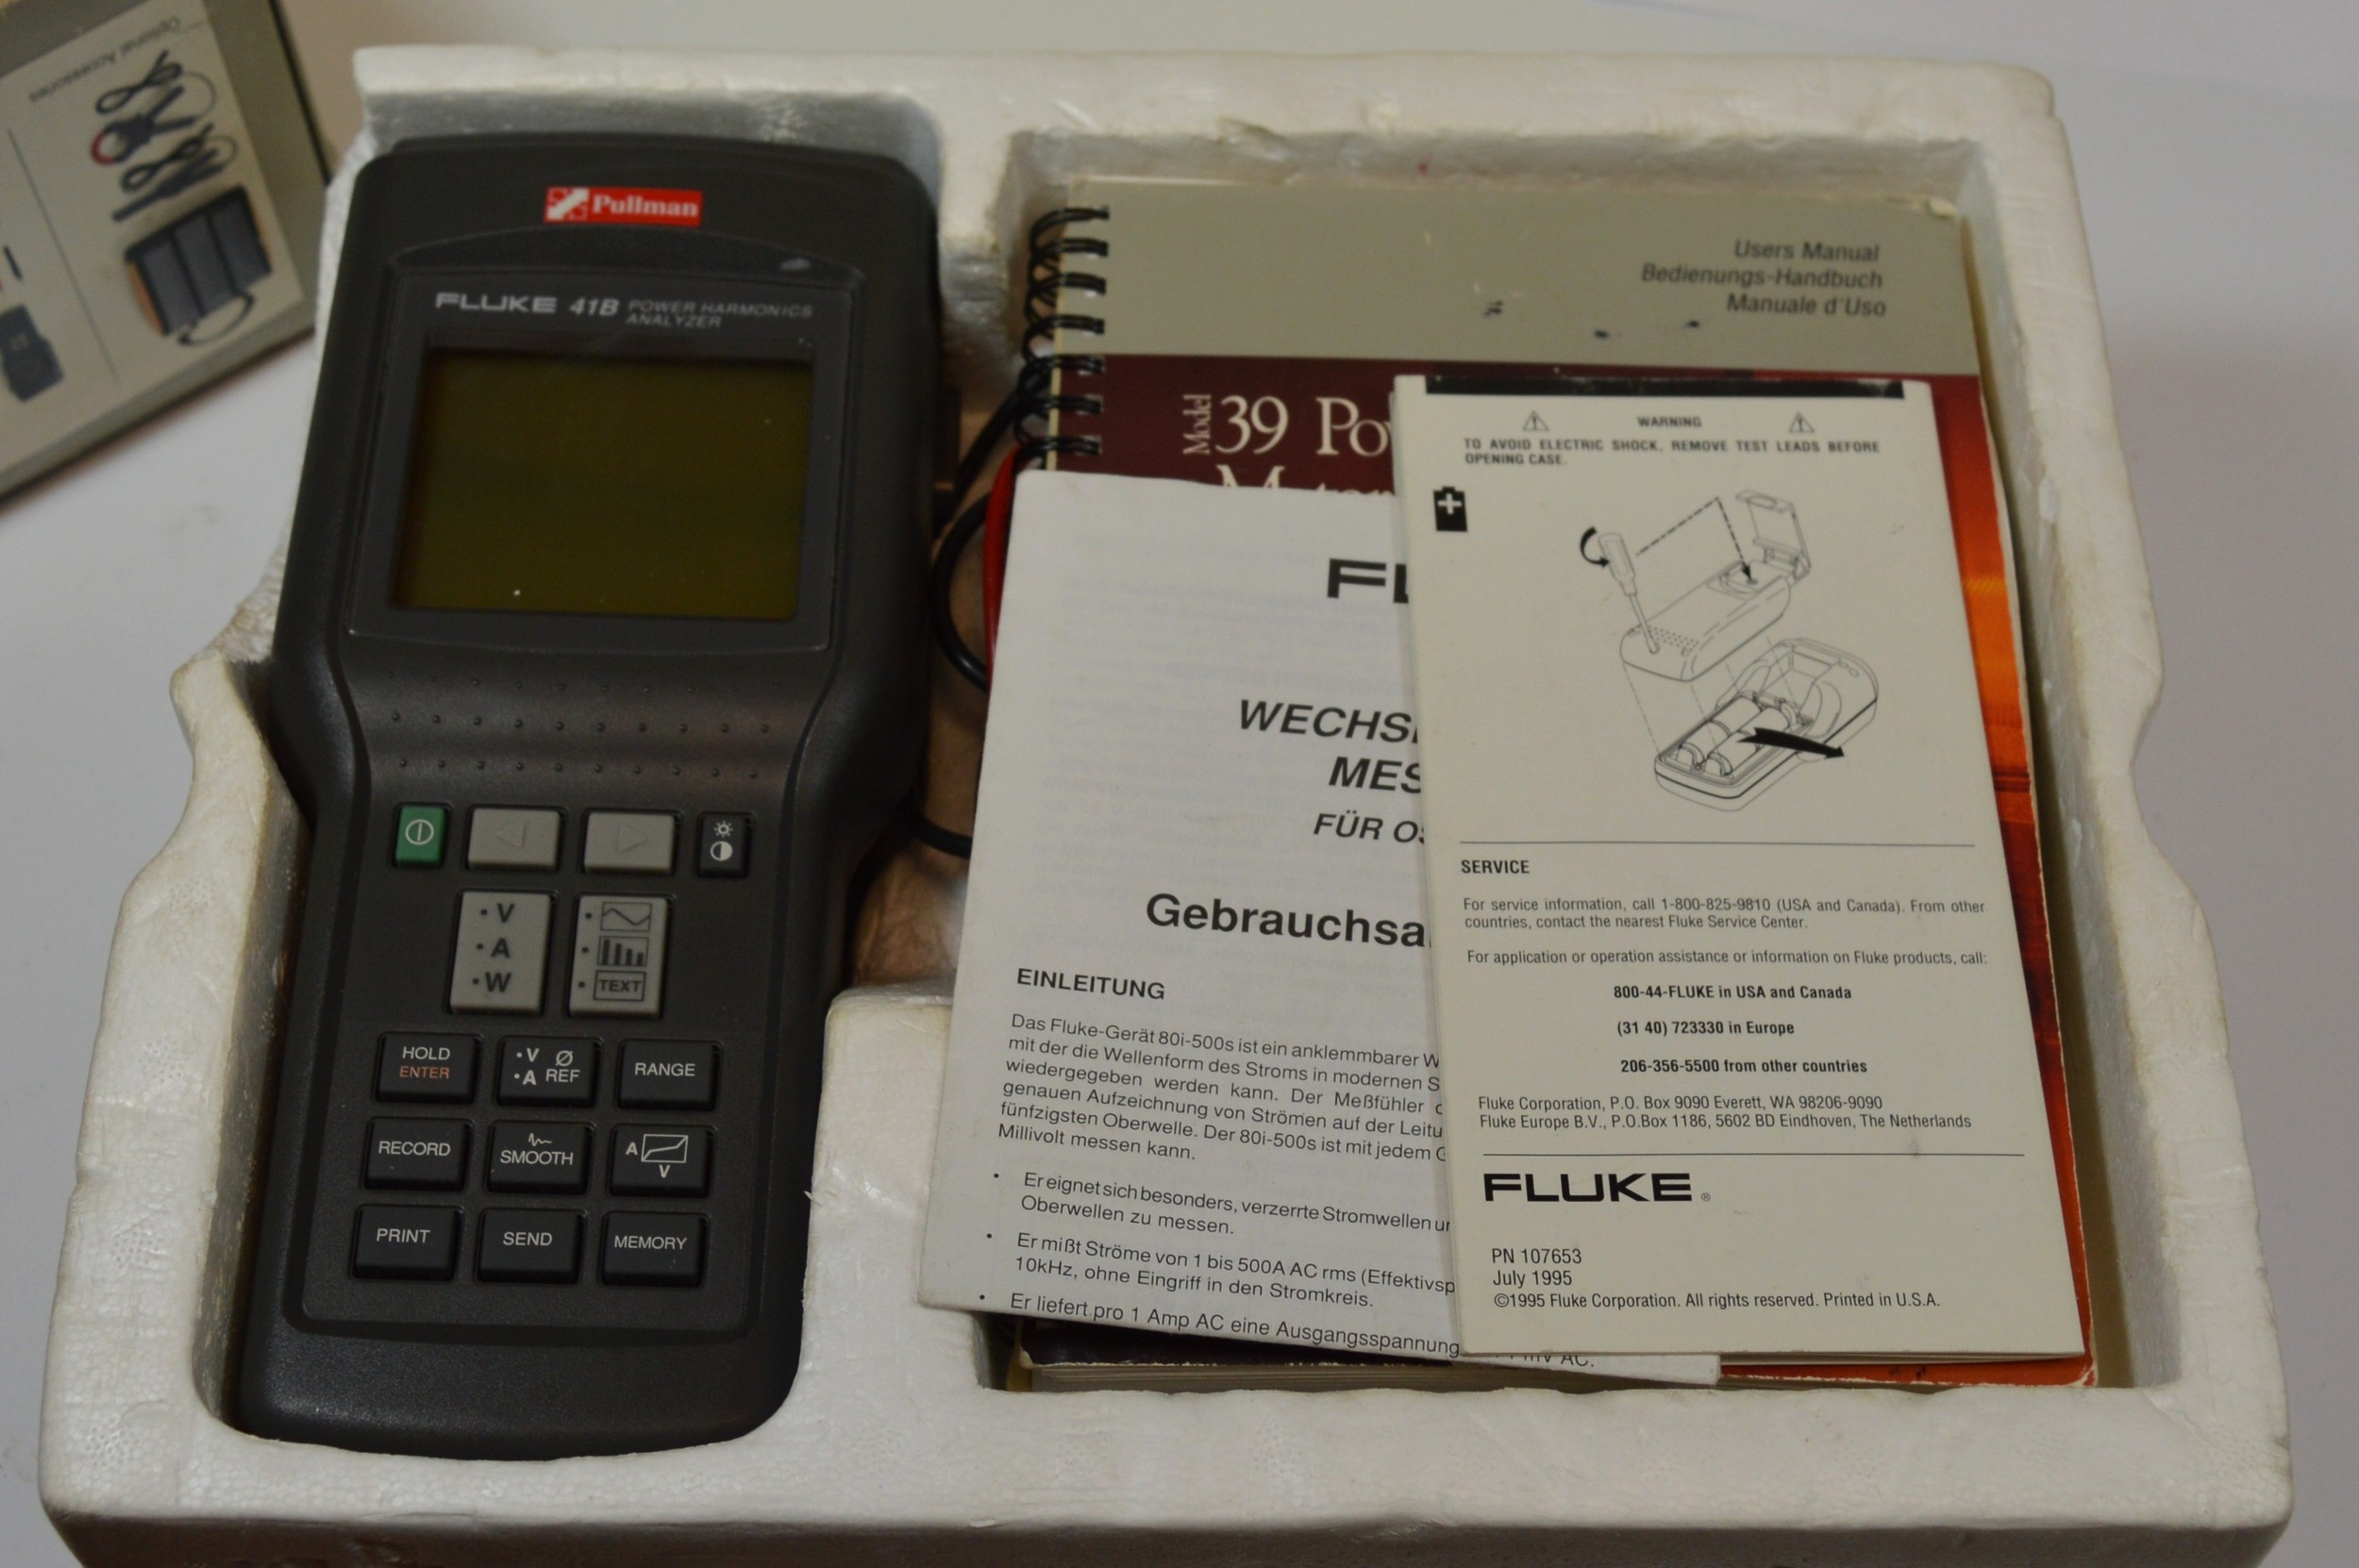 Optional Accessories
Pullman
FLUKE 41B POWER HARMONICS
ANALYZER
V
A
W
TEXT
HOLD
ENTER
V Ø
A REF
RANGE
RECORD
SMOOTH
A
V
PRINT
SEND
MEMORY
Users Manual
Bedienungs-Handbuch
Manuale d'Uso
Model 39
FÜR
EINLEITUNG
Das Fluke-Gerät 80i-500s ist ein anklemmbarer
mit der die Wellenform des Stroms in modernen
wiedergegeben werden kann. Der Meßfühler
genauen Aufzeichnung von Strömen auf der
fünfzigsten Oberwelle. Der 80i-500s ist mit jedem
Millivolt messen kann.
• Er eignet sich besonders, verzerrte Stromwellen
Oberwellen zu messen.
• Er mißt Ströme von 1 bis 500A AC rms
10kHz, ohne Eingriff in den Stromkreis.
• Er liefert pro 1 Amp AC eine Ausgangsspannung
AC.
WARNING
TO AVOID ELECTRIC SHOCK, REMOVE TEST LEADS BEFORE
OPENING CASE.
SERVICE
For service information, call 1-800-825-9810 (USA and Canada). From other
countries, contact the nearest Fluke Service Center.
For application or operation assistance or information on Fluke products, call:
800-44-FLUKE in USA and Canada
(31 40) 723330 in Europe
206-356-5500 from other countries
Fluke Corporation, P.O. Box 9090 Everett, WA 98206-9090
Fluke Europe B.V., P.O.Box 1186, 5602 BD Eindhoven, The Netherlands
FLUKE®
PN 107653
July 1995
©1995 Fluke Corporation. All rights reserved. Printed in U.S.A.